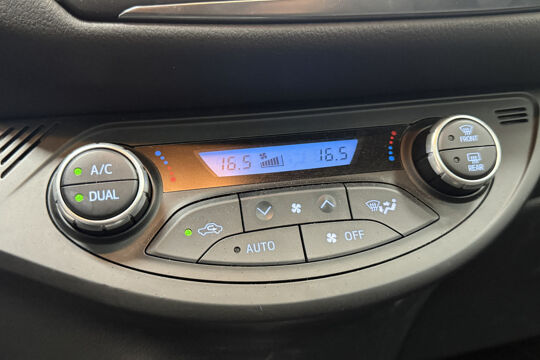 A/C
DUAL
16.5
16.5
FRONT
REAR
AUTO
OFF